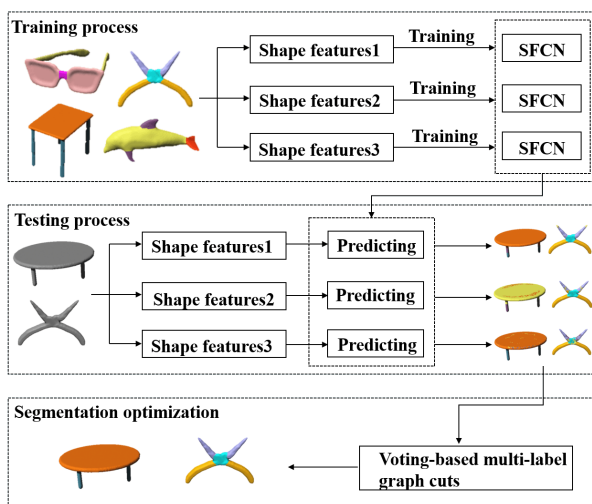 Training process
Shape features1
Training
SFCN
Shape features2
Training
SFCN
Shape features3
Training
SFCN
Testing process
Shape features1
Predicting
Shape features2
Predicting
Shape features3
Predicting
Segmentation optimization
Voting-based multi-label
graph cuts